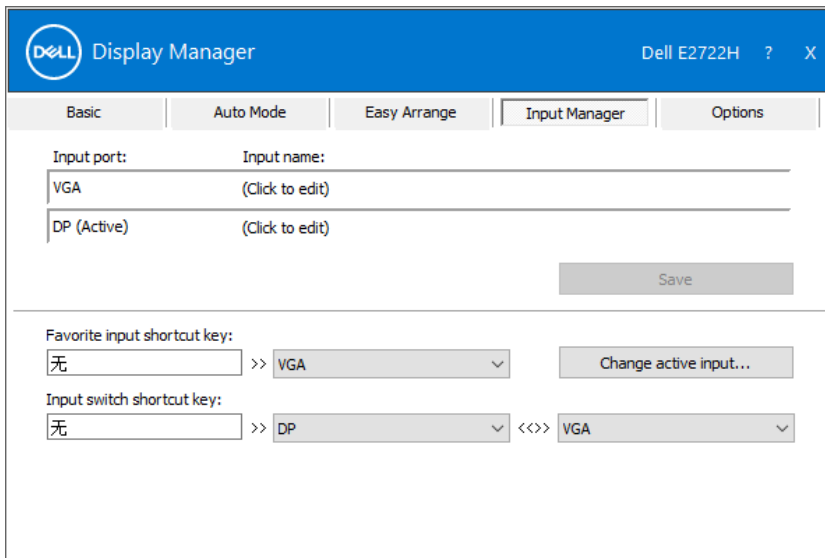 DELL Display Manager Dell E2722H ? X
Basic Auto Mode Easy Arrange Input Manager Options
Input port: Input name:
VGA (Click to edit)
DP (Active) (Click to edit)
Save
Favorite input shortcut key:
无 >> VGA Change active input...
Input switch shortcut key:
无 >> DP <<>> VGA